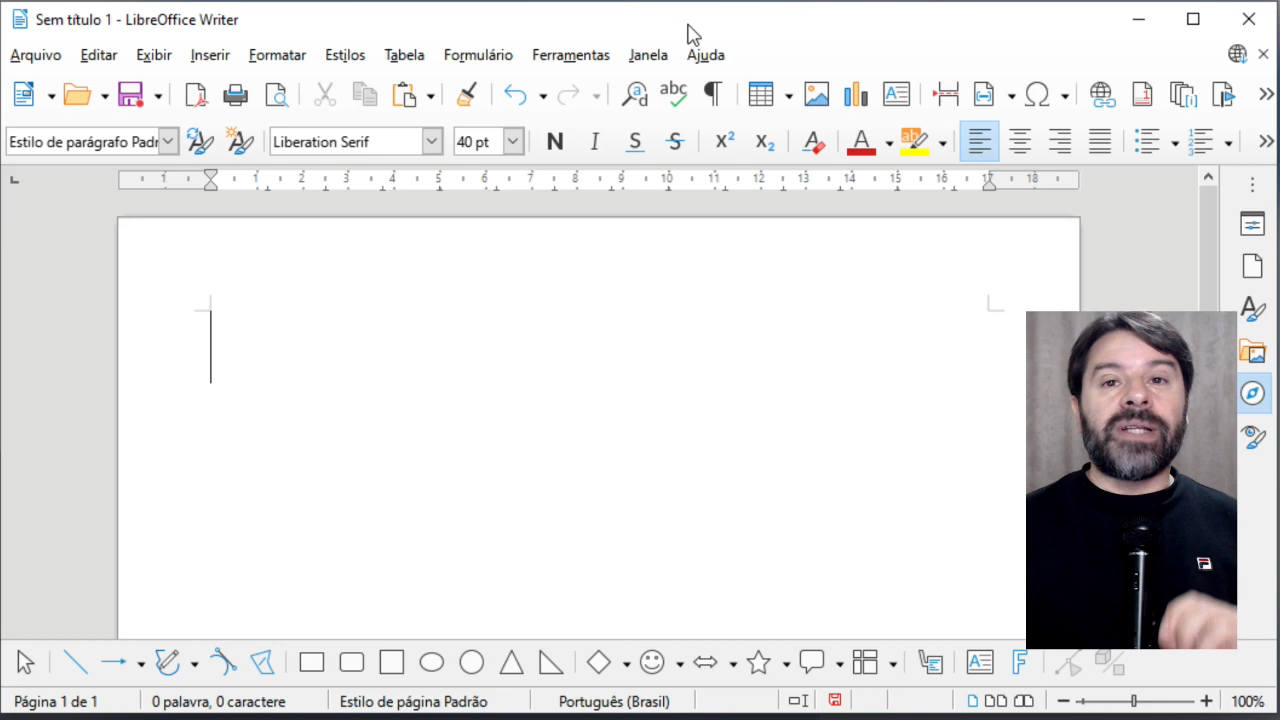 Sem título 1 - LibreOffice Writer
Arquivo Editar Exibir Inserir Formatar Estilos Tabela Formulário Ferramentas Janela Ajuda
Estilo de parágrafo Padr Liberation Serif 40 pt N I S S X² X₂ A A
1 1 2 3 4 5 6 7 8 9 10 11 12 13 14 15 16 17 18
Página 1 de 1 0 palavra, 0 caractere Estilo de página Padrão Português (Brasil) 100%